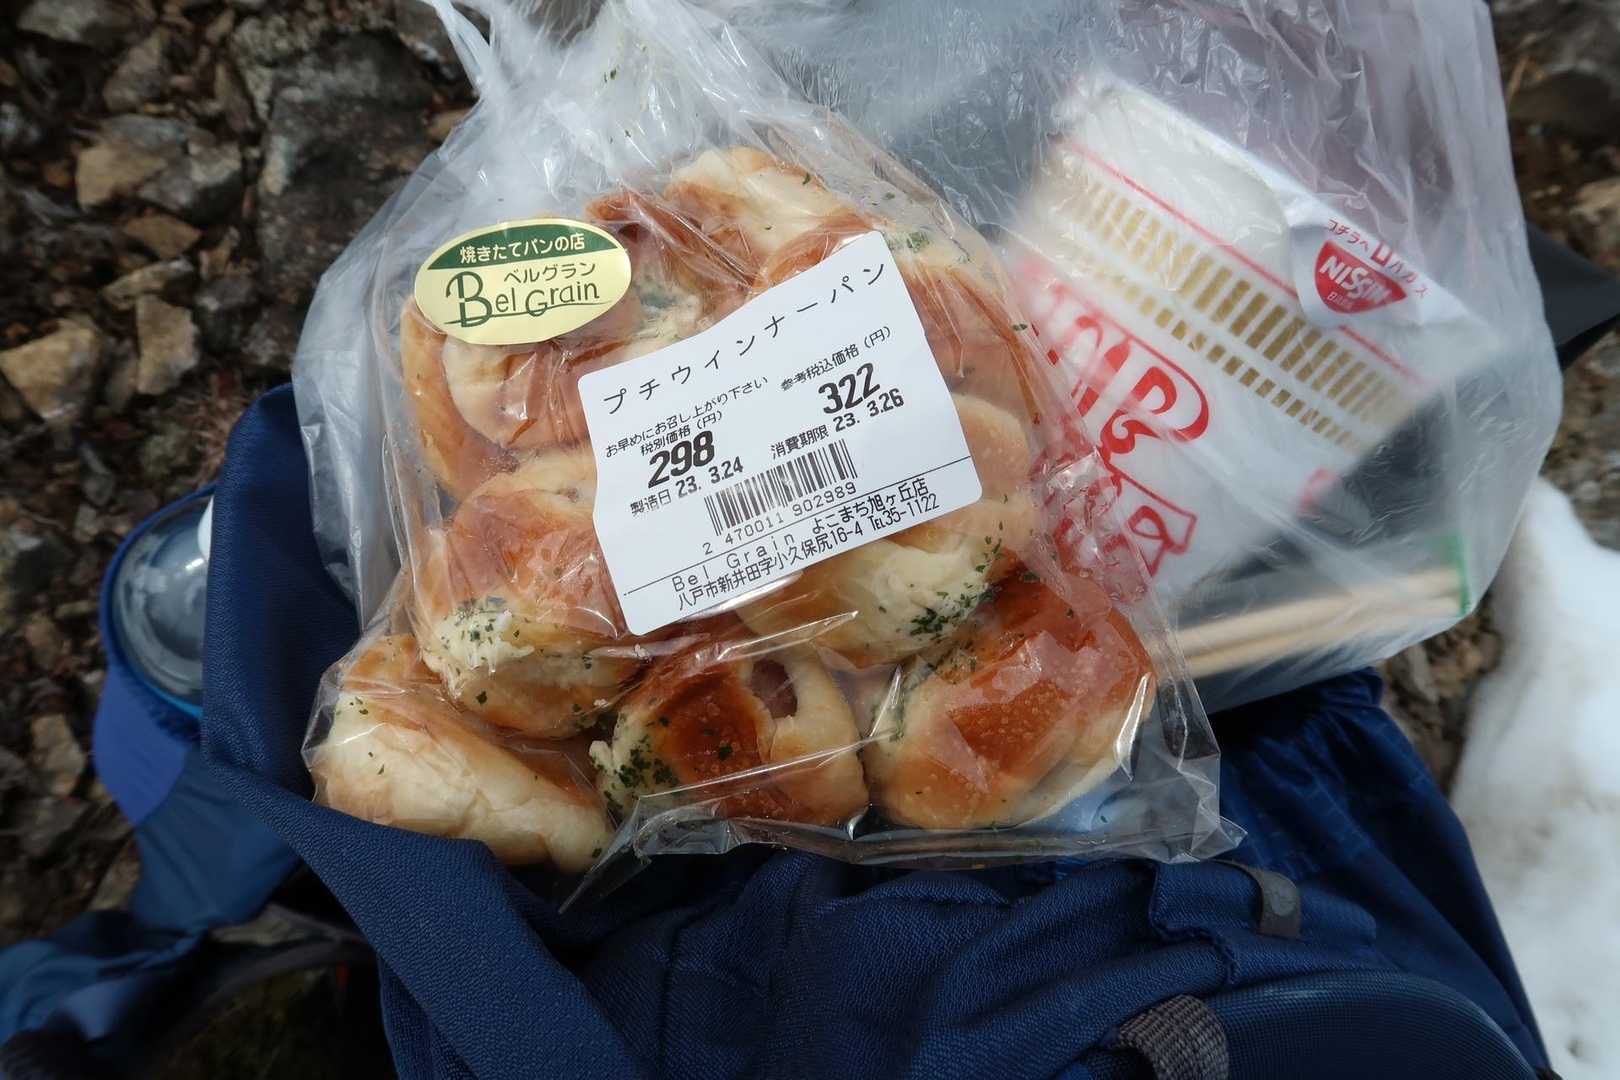 焼きたてパンの店
ベルグラン
Bel Grain
プチウインナーパン
お早めにお召し上がり下さい
参考税込価格(円)
税別価格(円)
322
298
消費期限 23. 3.26
製造日 23. 3.24
2 470011 902989
Bel Grain よこまち旭ヶ丘店
八戸市新井田字小久保尻16-4 ℡35-1122
コチラへ
NISSIN